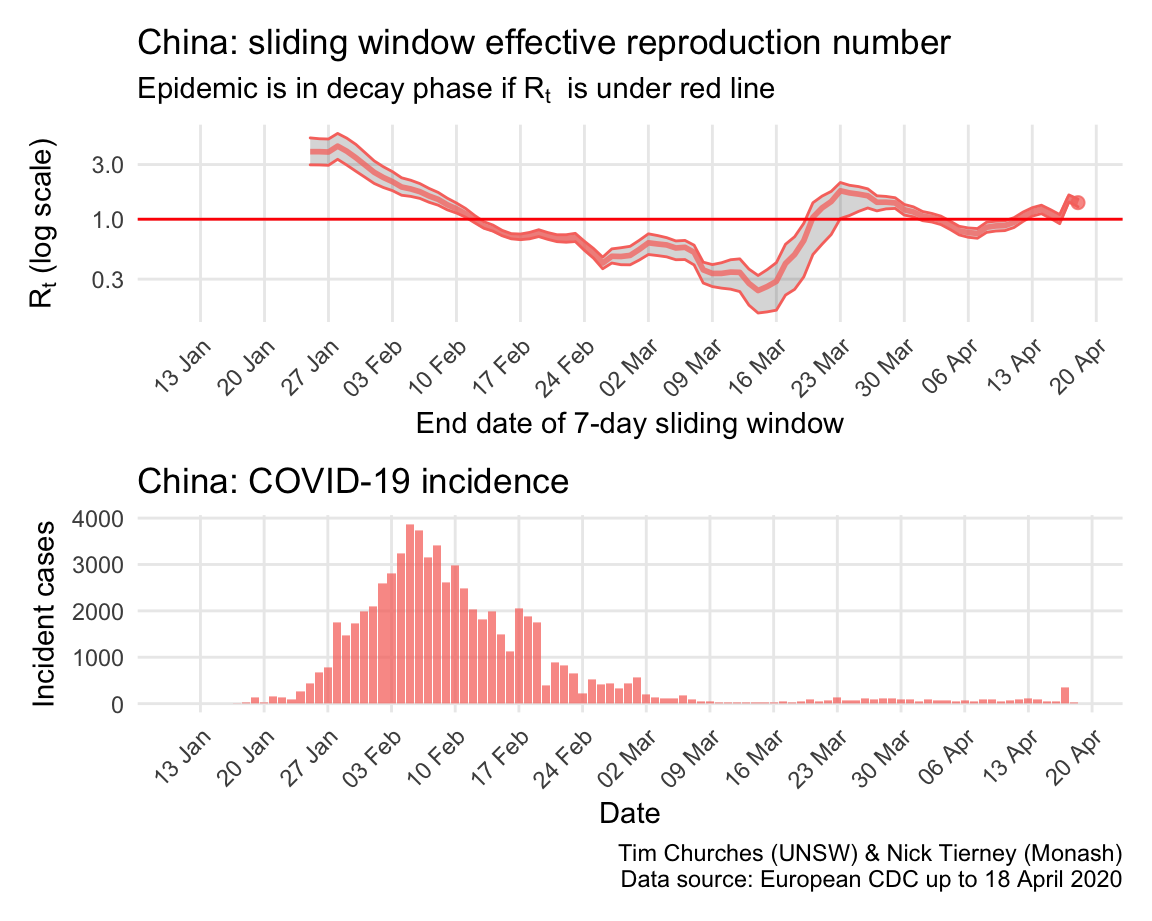 China: sliding window effective reproduction number
Epidemic is in decay phase if Rt is under red line
Rt (log scale)
3.0
1.0
0.3
13 Jan
20 Jan
27 Jan
03 Feb
10 Feb
17 Feb
24 Feb
02 Mar
09 Mar
16 Mar
23 Mar
30 Mar
06 Apr
13 Apr
20 Apr
End date of 7-day sliding window
China: COVID-19 incidence
Incident cases
4000
3000
2000
1000
0
13 Jan
20 Jan
27 Jan
03 Feb
10 Feb
17 Feb
24 Feb
02 Mar
09 Mar
16 Mar
23 Mar
30 Mar
06 Apr
13 Apr
20 Apr
Date
Tim Churches (UNSW) & Nick Tierney (Monash)
Data source: European CDC up to 18 April 2020